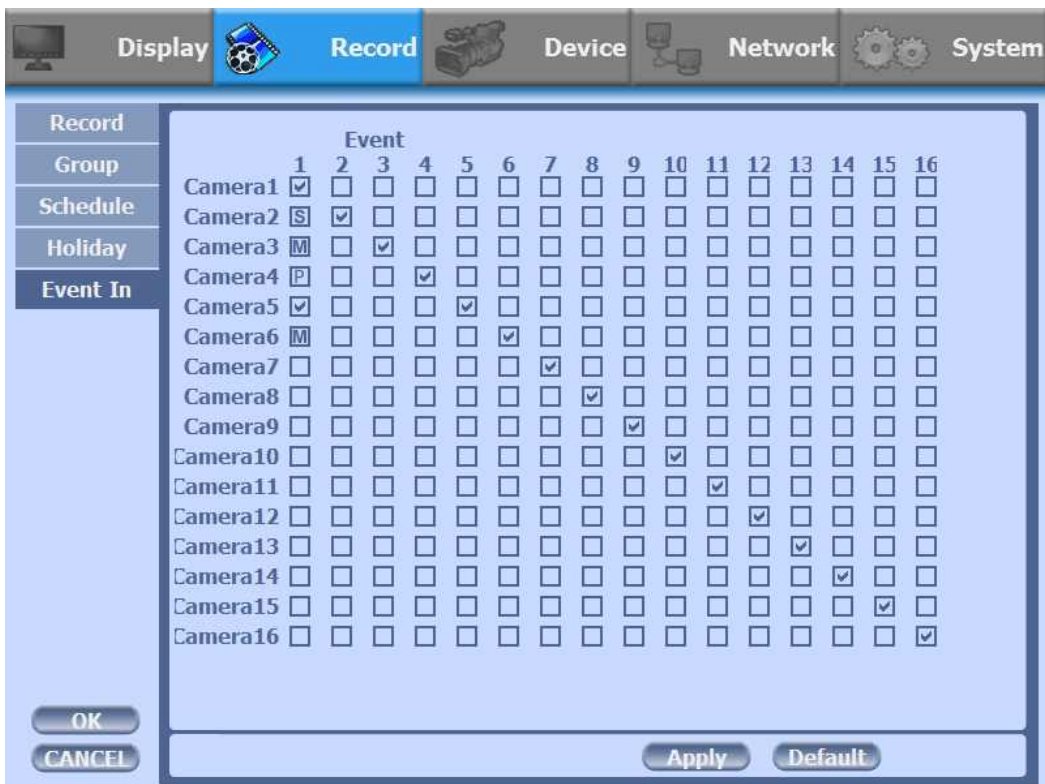 Display Record Device Network System
Record
Group
Schedule
Holiday
Event In
Event
1 2 3 4 5 6 7 8 9 10 11 12 13 14 15 16
Camera1
Camera2 S
Camera3 M
Camera4 P
Camera5
Camera6 M
Camera7
Camera8
Camera9
Camera10
Camera11
Camera12
Camera13
Camera14
Camera15
Camera16
OK
CANCEL
Apply Default